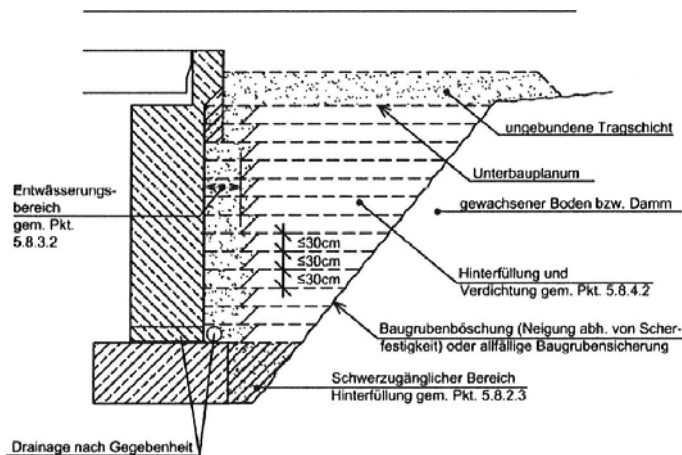 ungebundene Tragschicht
Unterbauplanum
Entwässerungs-
bereich
gem. Pkt.
5.8.3.2
gewachsener Boden bzw. Damm
≤30cm
≤30cm
≤30cm
Hinterfüllung und
Verdichtung gem. Pkt. 5.8.4.2
Baugrubenböschung (Neigung abh. von Scher-
festigkeit) oder allfällige Baugrubensicherung
Schwerzugänglicher Bereich
Hinterfüllung gem. Pkt. 5.8.2.3
Drainage nach Gegebenheit